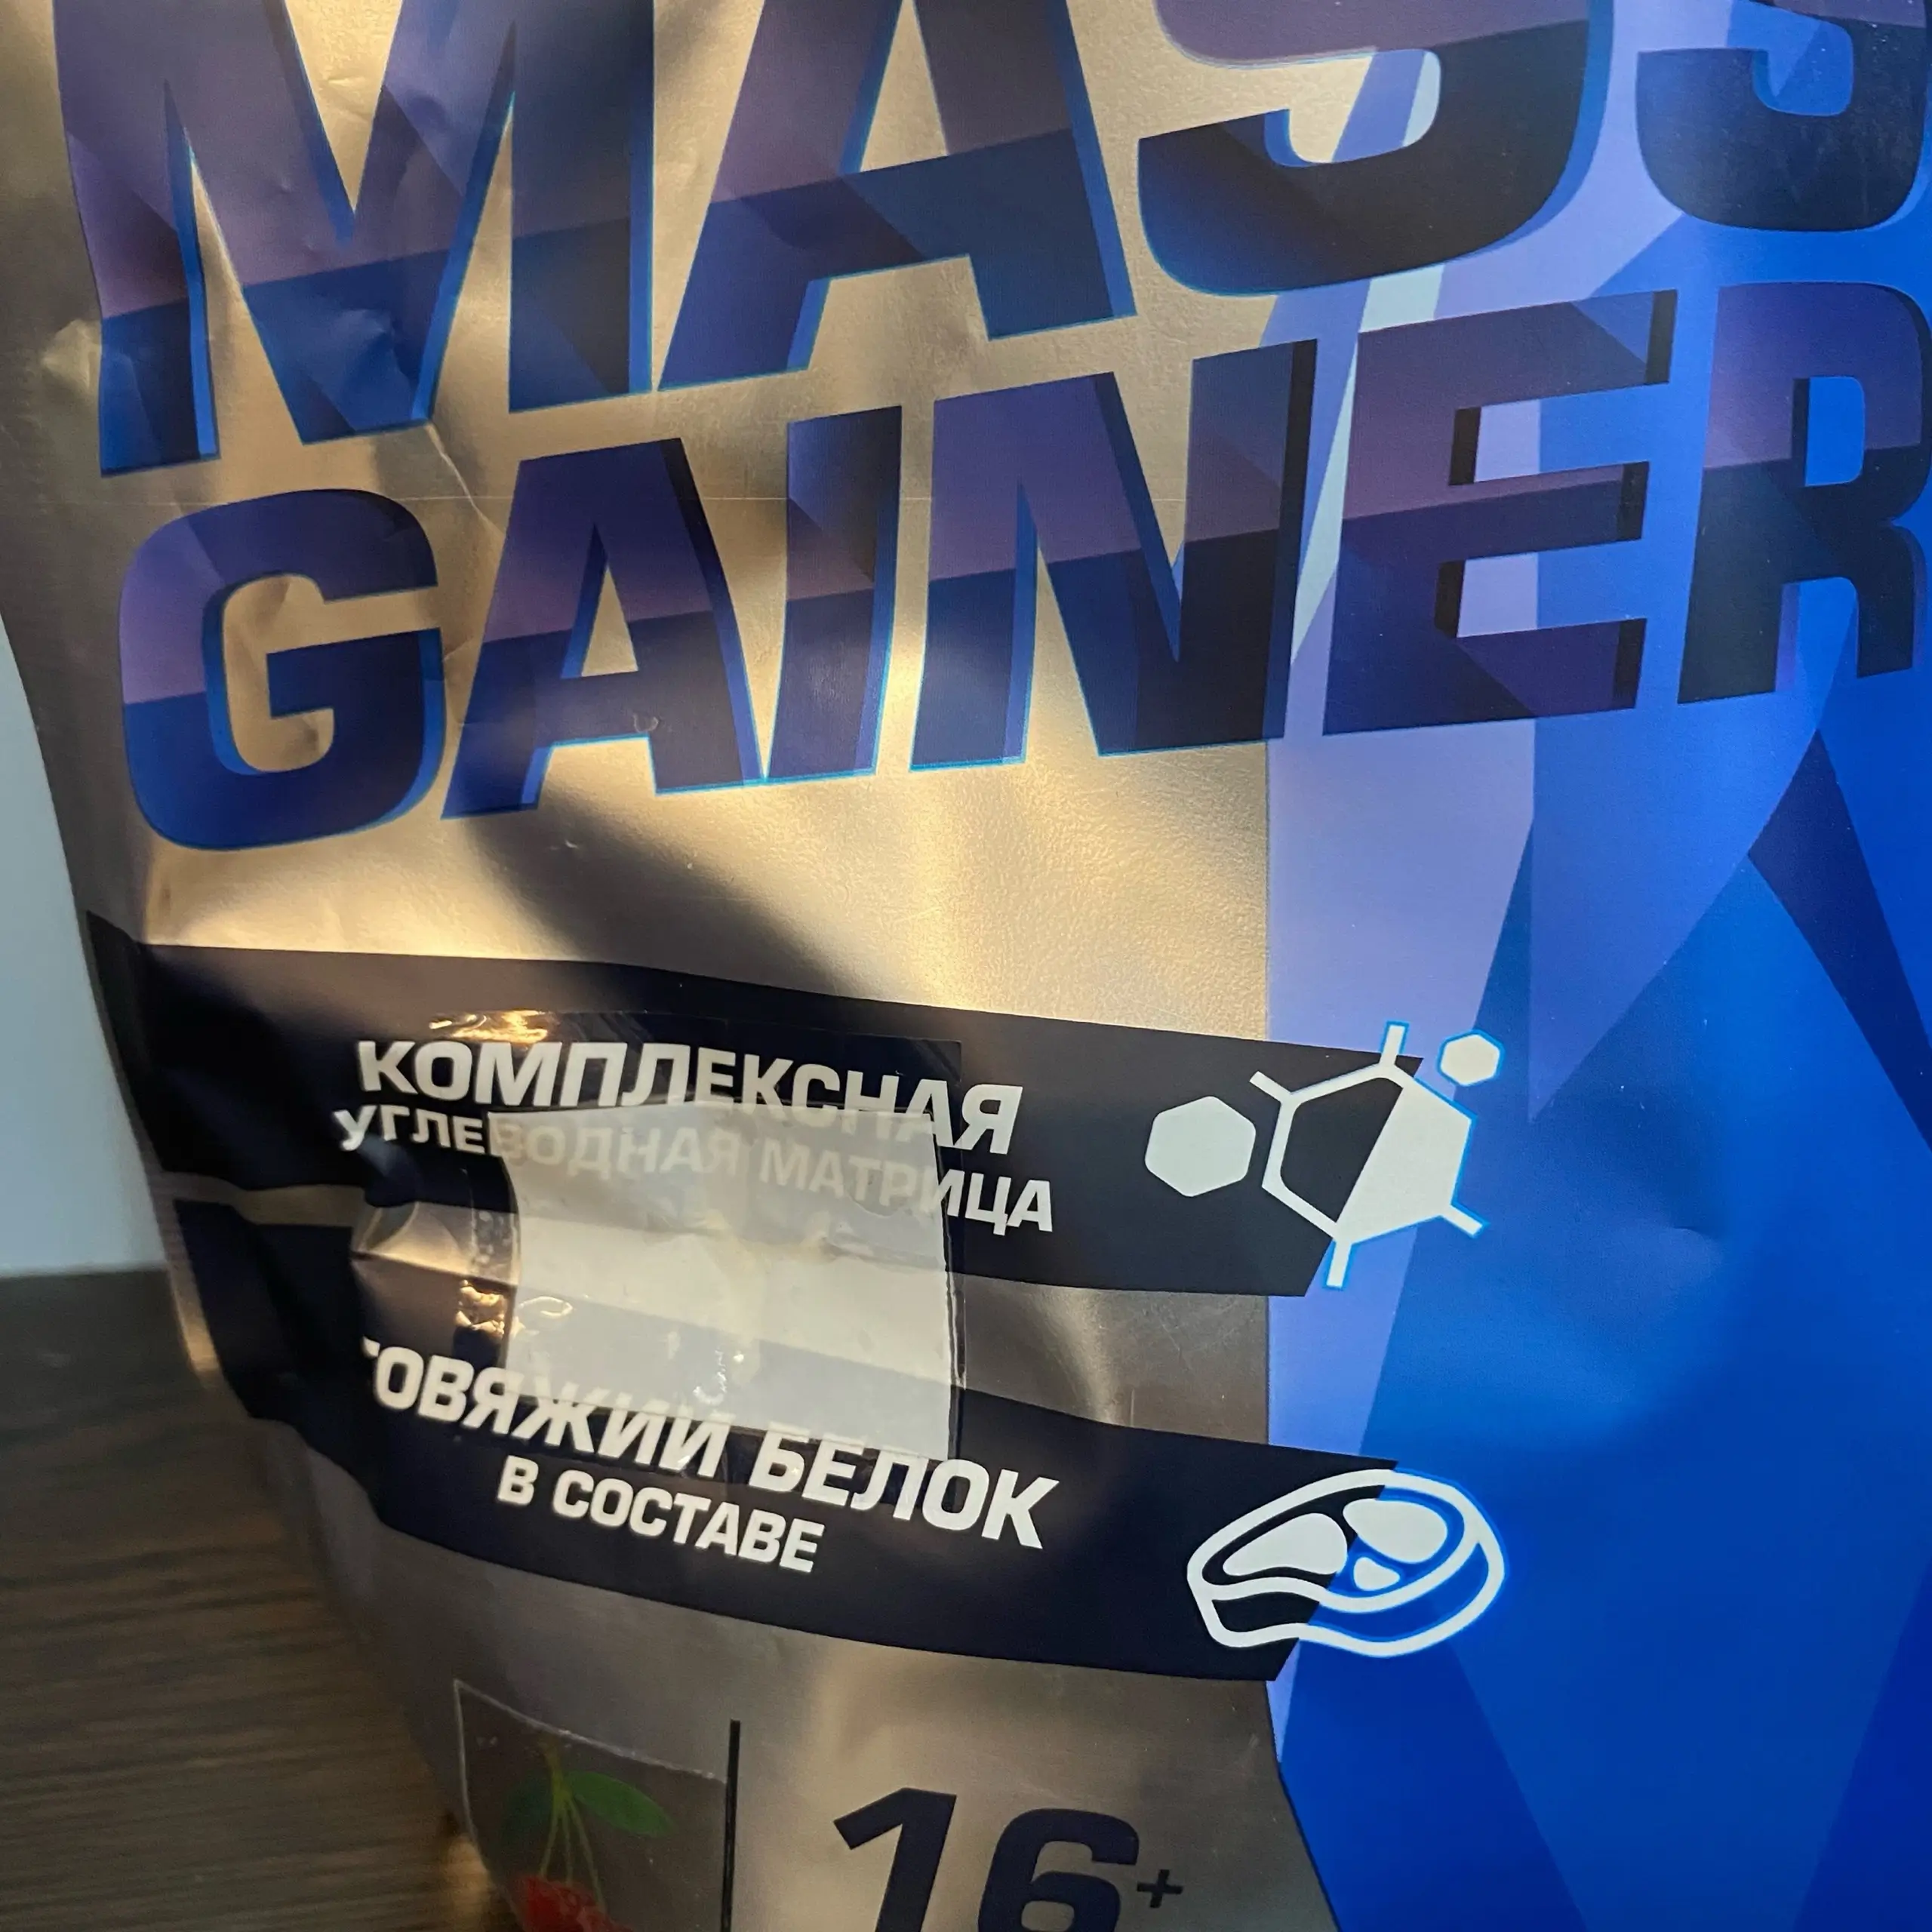 MASS
GAINER
КОМПЛЕКСНАЯ
УГЛЕВОДНАЯ МАТРИЦА
ГОВЯЖИЙ БЕЛОК
В СОСТАВЕ
16+